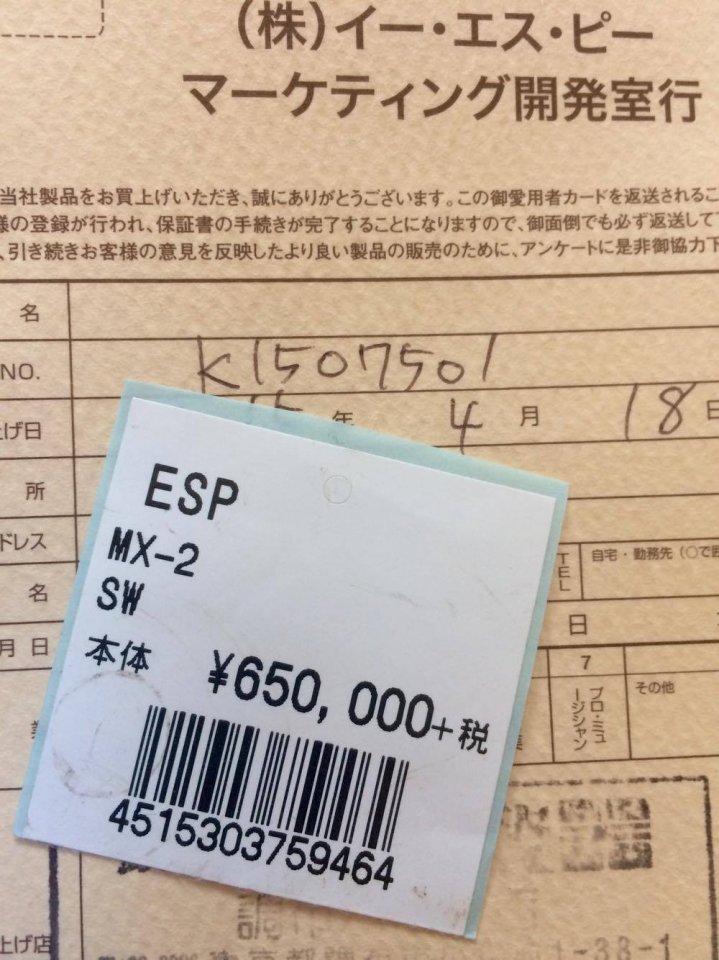 (株)イー・エス・ピー
マーケティング開発室行
当社製品をお買上げいただき、誠にありがとうございます。この御愛用者カードを返送されるこ
様の登録が行われ、保証書の手続きが完了することになりますので、御面倒でも必ず返送して
、引き続きお客様の意見を反映したより良い製品の販売のために、アンケートに是非御協力下
名
NO. K1507501
上げ日 年 4 月 18 日
所
ドレス
TEL 自宅・勤務先(○で囲
名
月 日 日
7
プロ・ミュージシャン
その他
業
ESP
MX-2
SW
本体 ¥650,000+税
4515303759464
上げ店
1-38-1